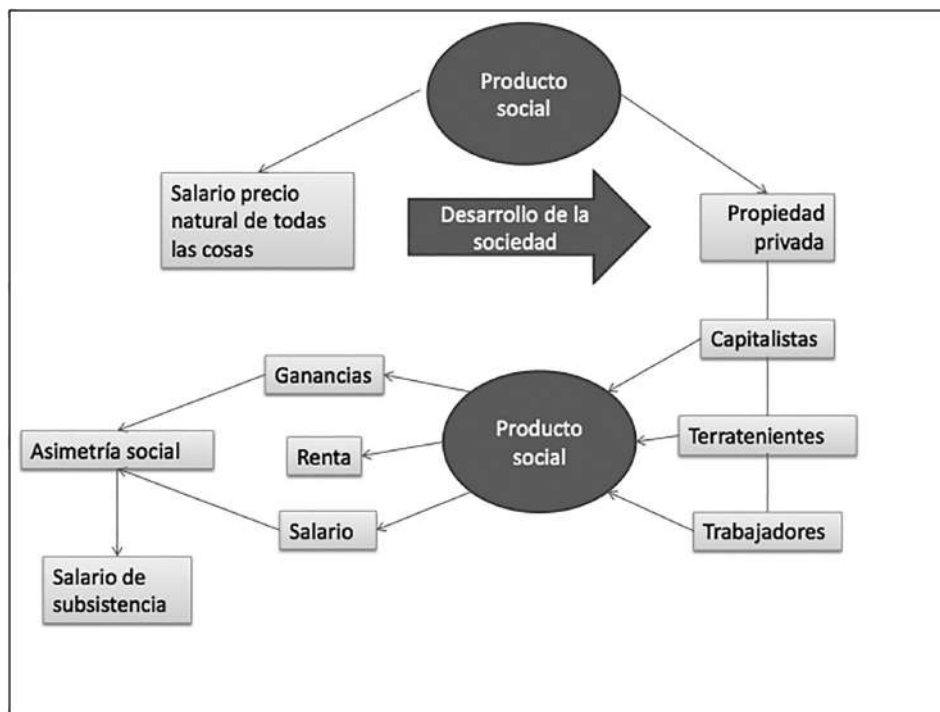 Producto
social
Salario precio
natural de todas
las cosas
Desarrollo de la
sociedad
Propiedad
privada
Capitalistas
Ganancias
Producto
social
Terratenientes
Asimetría social
Renta
Salario
Trabajadores
Salario de
subsistencia